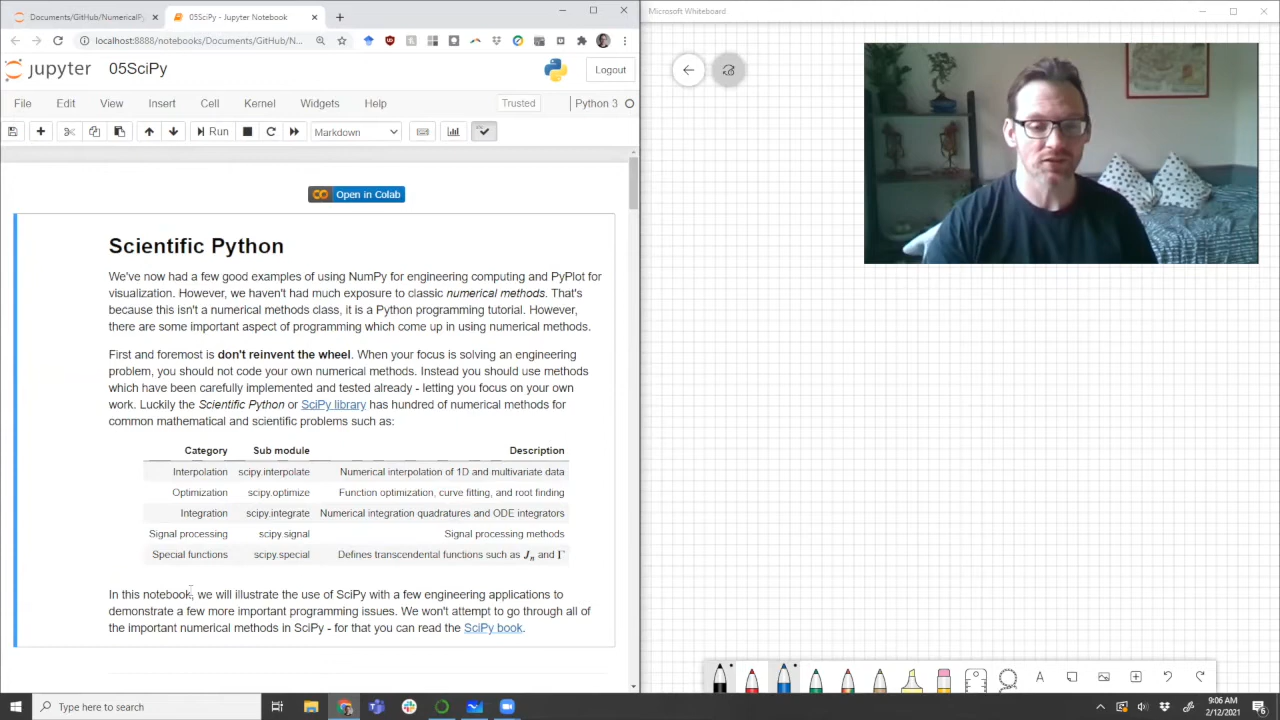 Documents/GitHub/NumericalPy
05SciPy - Jupyter Notebook
Microsoft Whiteboard
localhost:8888/notebooks/Documents/GitHub/N...
jupyter
05SciPy
Logout
File
Edit
View
Insert
Cell
Kernel
Widgets
Help
Trusted
Python 3
Run
Markdown
Open in Colab
Scientific Python
We've now had a few good examples of using NumPy for engineering computing and PyPlot for
visualization. However, we haven't had much exposure to classic numerical methods. That's
because this isn't a numerical methods class, it is a Python programming tutorial. However,
there are some important aspect of programming which come up in using numerical methods.
First and foremost is don't reinvent the wheel. When your focus is solving an engineering
problem, you should not code your own numerical methods. Instead you should use methods
which have been carefully implemented and tested already - letting you focus on your own
work. Luckily the Scientific Python or SciPy library has hundred of numerical methods for
common mathematical and scientific problems such as:
Category Sub module Description
Interpolation scipy.interpolate Numerical interpolation of 1D and multivariate data
Optimization scipy.optimize Function optimization, curve fitting, and root finding
Integration scipy.integrate Numerical integration quadratures and ODE integrators
Signal processing scipy.signal Signal processing methods
Special functions scipy.special Defines transcendental functions such as Jn and Γ
In this notebook, we will illustrate the use of SciPy with a few engineering applications to
demonstrate a few more important programming issues. We won't attempt to go through all of
the important numerical methods in SciPy - for that you can read the SciPy book.
Type here to search
9:06 AM
2/12/2021